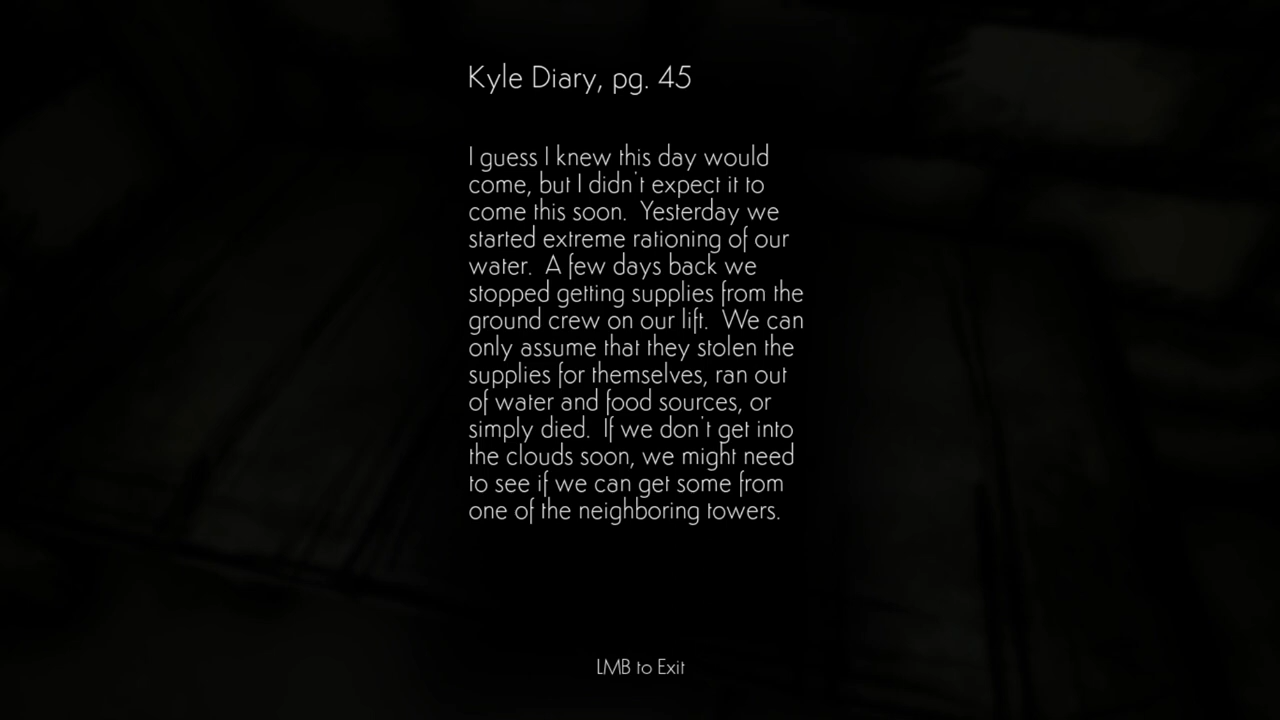 Kyle Diary, pg. 45
I guess I knew this day would
come, but I didn't expect it to
come this soon.  Yesterday we
started extreme rationing of our
water.  A few days back we
stopped getting supplies from the
ground crew on our lift.  We can
only assume that they stolen the
supplies for themselves, ran out
of water and food sources, or
simply died.  If we don't get into
the clouds soon, we might need
to see if we can get some from
one of the neighboring towers.
LMB to Exit